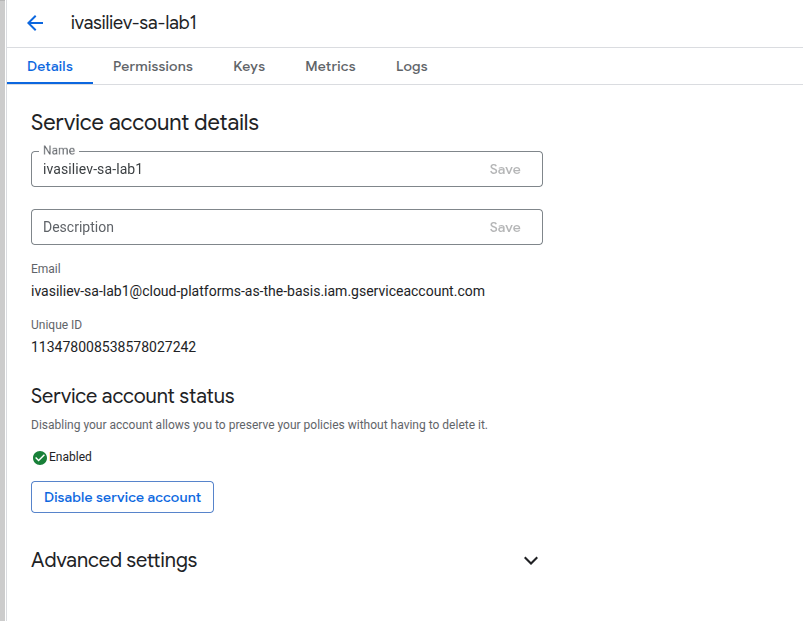 ivasiliev-sa-lab1
Details Permissions Keys Metrics Logs
Service account details
Name
ivasiliev-sa-lab1 Save
Description Save
Email
ivasiliev-sa-lab1@cloud-platforms-as-the-basis.iam.gserviceaccount.com
Unique ID
113478008538578027242
Service account status
Disabling your account allows you to preserve your policies without having to delete it.
Enabled
Disable service account
Advanced settings